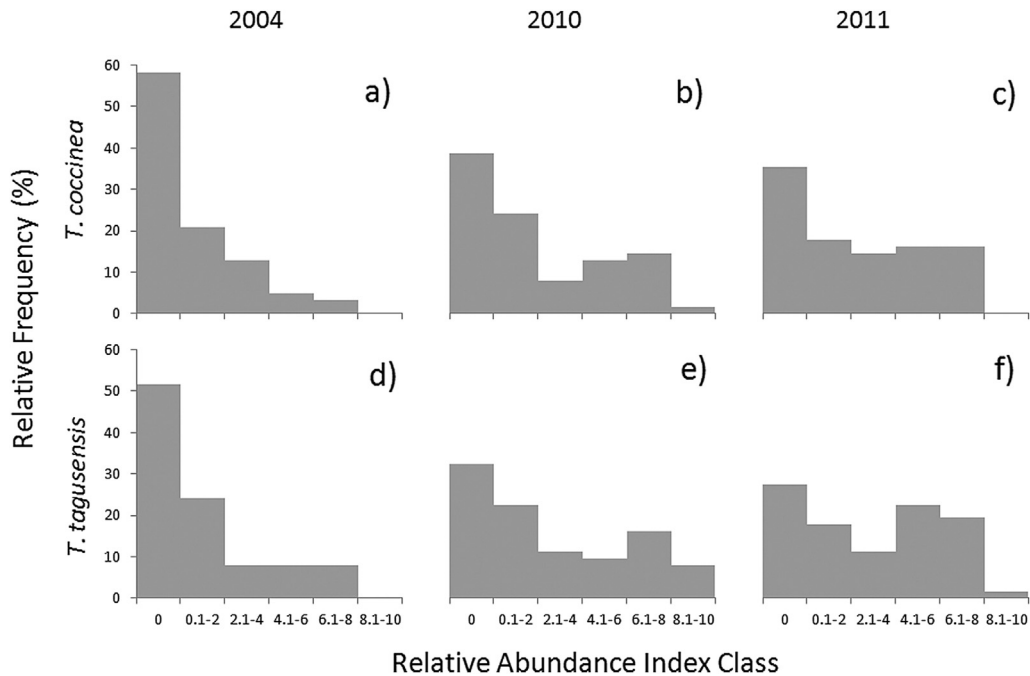 2004 2010 2011
Relative Frequency (%)
T. coccinea
60
50
40
30
20
10
0
a)
b)
c)
T. tagusensis
60
50
40
30
20
10
0
d)
e)
f)
0 0.1-2 2.1-4 4.1-6 6.1-8 8.1-10
0 0.1-2 2.1-4 4.1-6 6.1-8 8.1-10
0 0.1-2 2.1-4 4.1-6 6.1-8 8.1-10
Relative Abundance Index Class